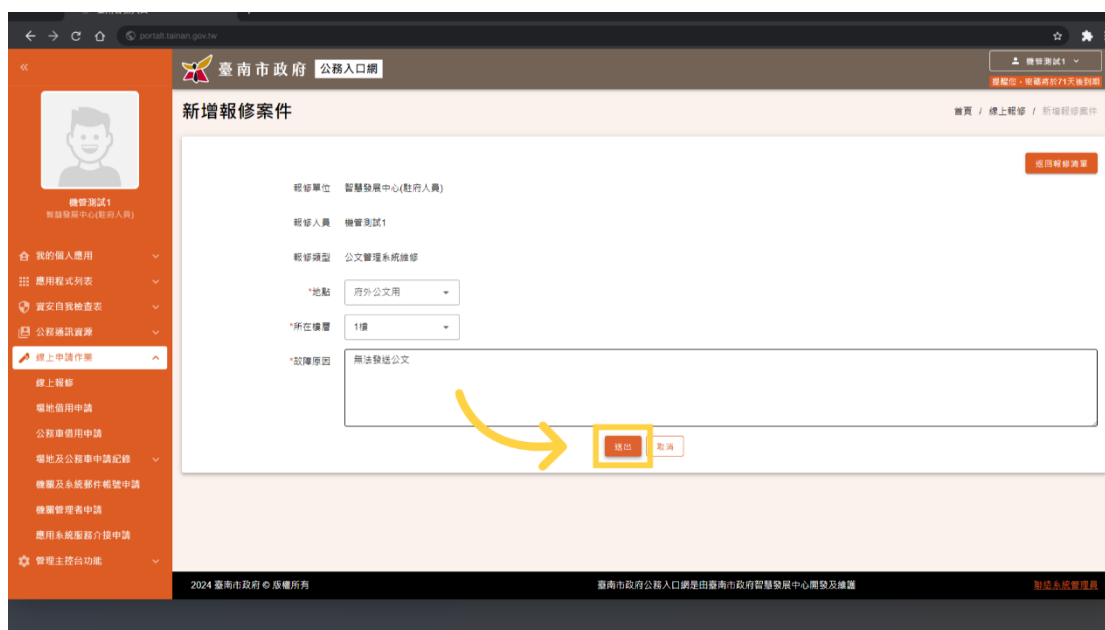 portalt.tainan.gov.tw
臺南市政府 公務入口網
機管測試1
提醒您，密碼將於71天後到期
新增報修案件
首頁 / 線上報修 / 新增報修案件
返回報修清單
機管測試1
智慧發展中心(駐府人員)
我的個人應用
應用程式列表
資安自我檢查表
公務通訊資源
線上申請作業
線上報修
場地借用申請
公務車借用申請
場地及公務車申請紀錄
機關及系統郵件帳號申請
機關管理者申請
應用系統服務介接申請
管理主控台功能
報修單位 智慧發展中心(駐府人員)
報修人員 機管測試1
報修類型 公文管理系統維修
*地點 府外公文用
*所在樓層 1樓
*故障原因 無法發送公文
送出 取消
2024 臺南市政府 © 版權所有
臺南市政府公務入口網是由臺南市政府智慧發展中心開發及維護
聯絡系統管理員